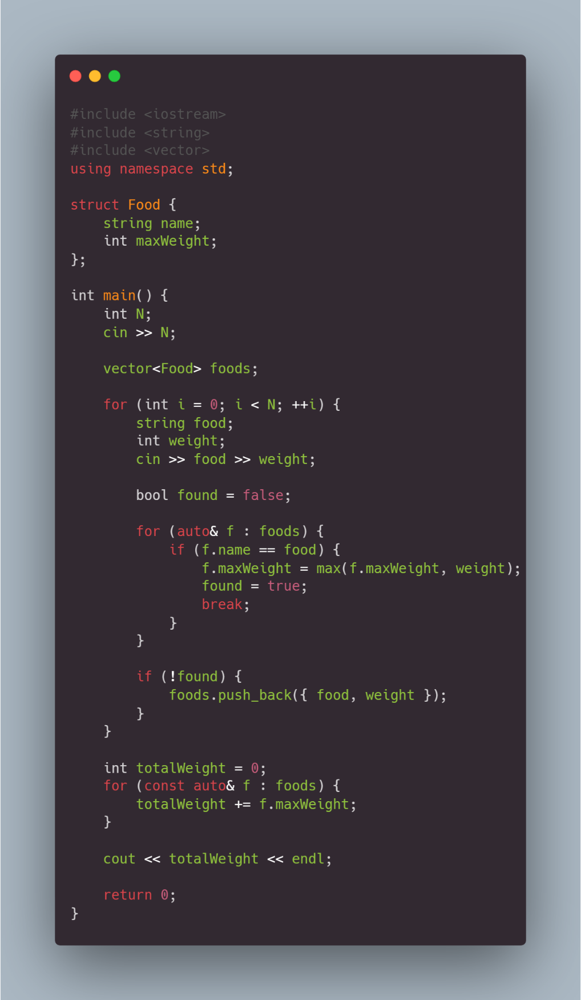 #include <iostream>
#include <string>
#include <vector>
using namespace std;

struct Food {
    string name;
    int maxWeight;
};

int main() {
    int N;
    cin >> N;

    vector<Food> foods;

    for (int i = 0; i < N; ++i) {
        string food;
        int weight;
        cin >> food >> weight;

        bool found = false;

        for (auto& f : foods) {
            if (f.name == food) {
                f.maxWeight = max(f.maxWeight, weight);
                found = true;
                break;
            }
        }

        if (!found) {
            foods.push_back({ food, weight });
        }
    }

    int totalWeight = 0;
    for (const auto& f : foods) {
        totalWeight += f.maxWeight;
    }

    cout << totalWeight << endl;

    return 0;
}